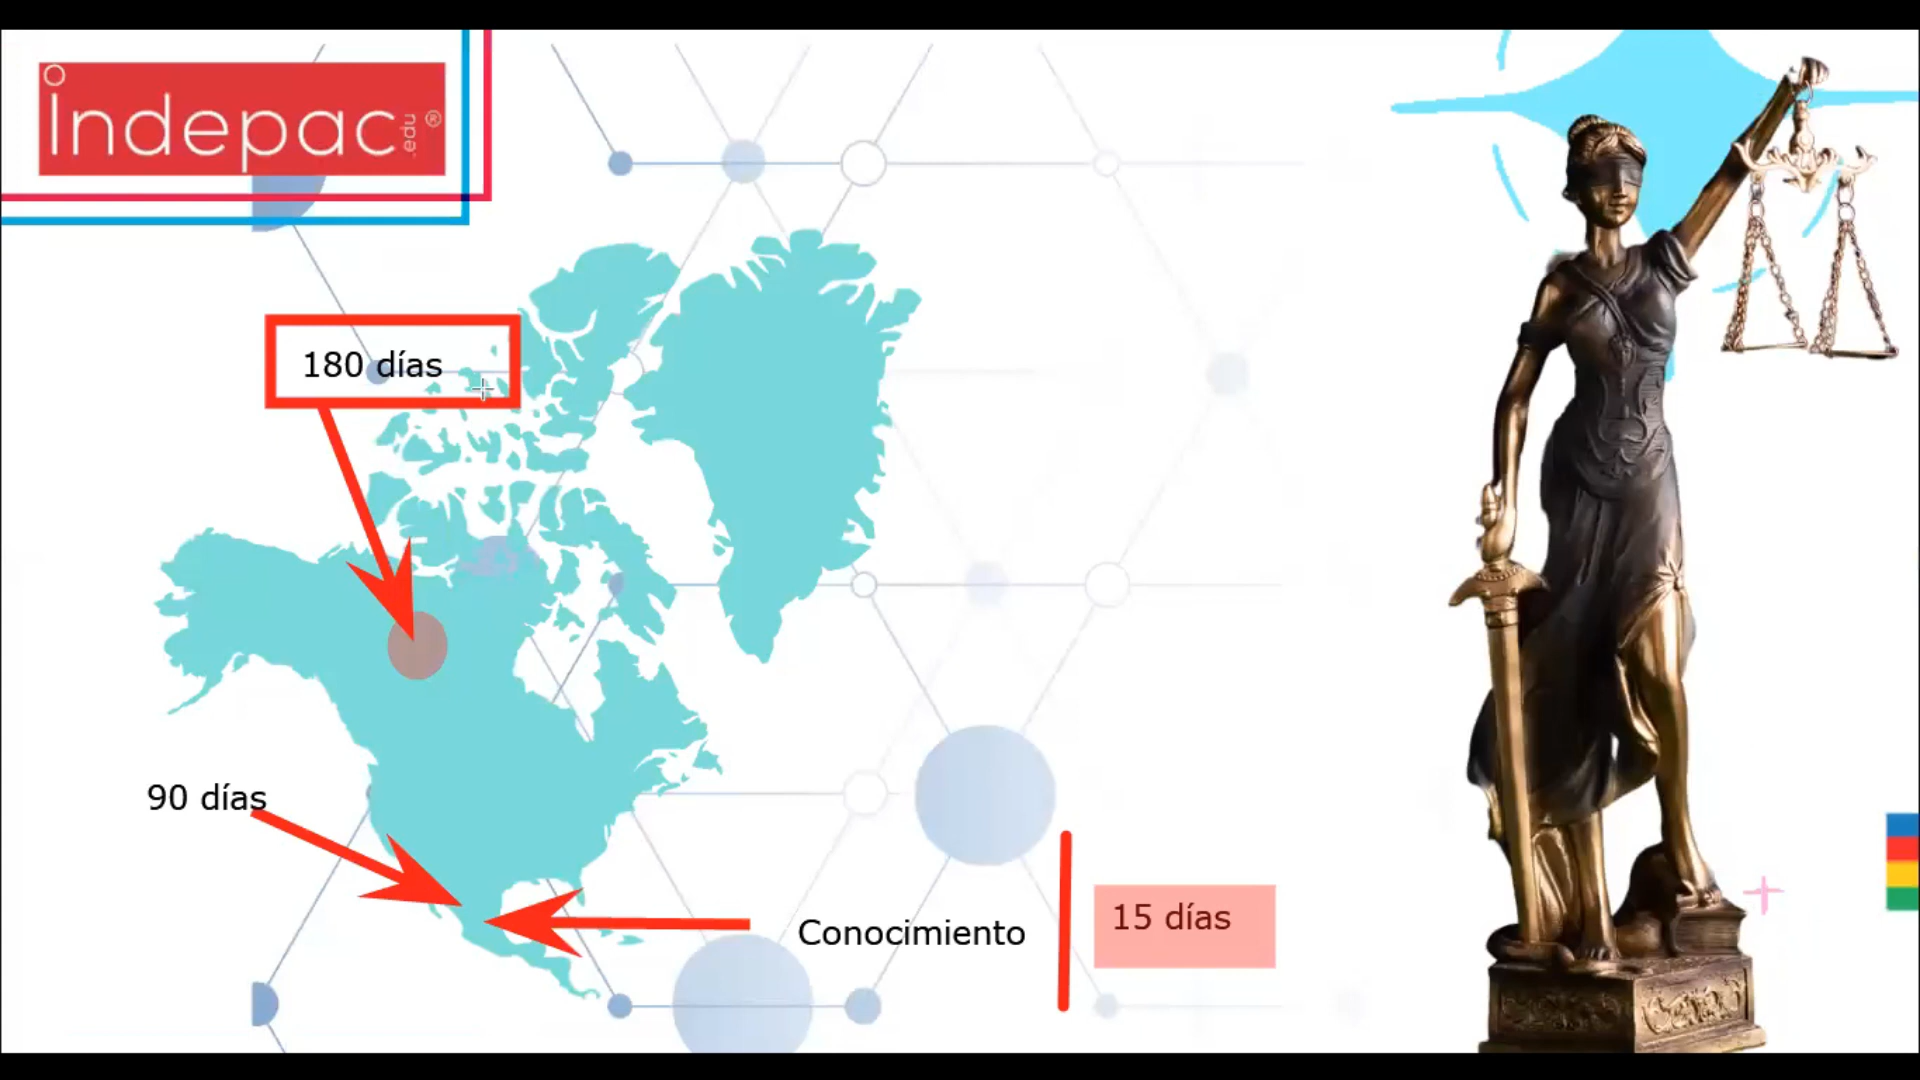 indepac.edu®
180 días
90 días
Conocimiento
15 días